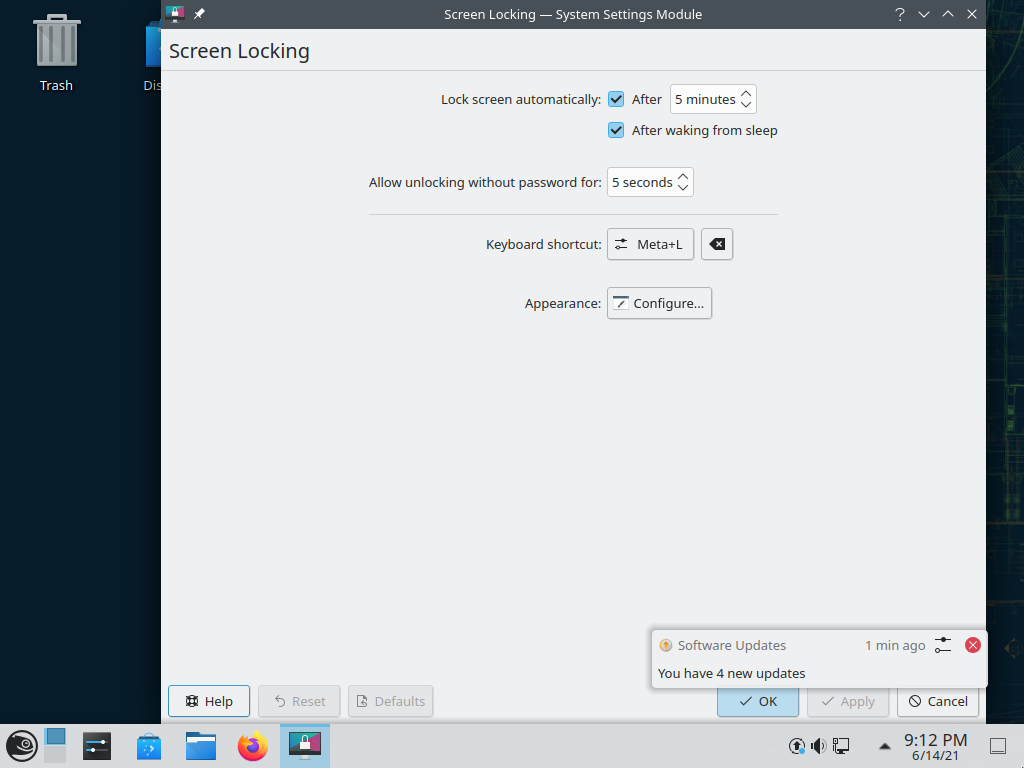 Screen Locking — System Settings Module
Screen Locking
Trash
Dis
Lock screen automatically: After 5 minutes
After waking from sleep
Allow unlocking without password for: 5 seconds
Keyboard shortcut: Meta+L
Appearance: Configure...
Software Updates 1 min ago
You have 4 new updates
Help Reset Defaults OK Apply Cancel
9:12 PM
6/14/21